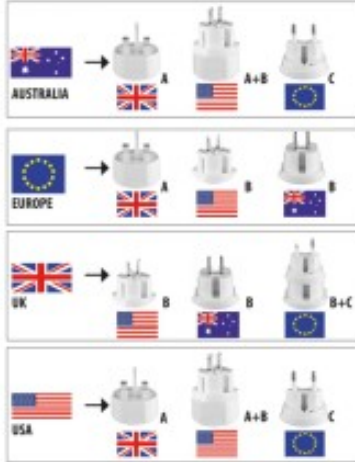 A A+B C
AUSTRALIA
A B B
EUROPE
B B B+C
UK
A A+B C
USA